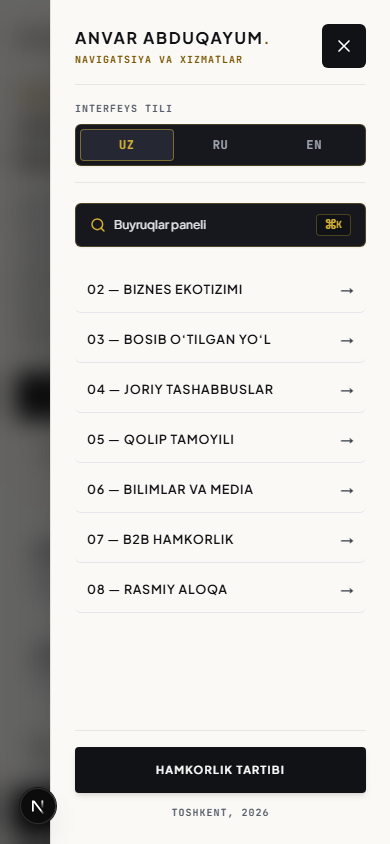 ANVAR ABDUQAYUM.
NAVIGATSIYA VA XIZMATLAR
INTERFEYS TILI
UZ RU EN
Buyruqlar paneli ⌘K
02 — BIZNES EKOTIZIMI →
03 — BOSIB O‘TILGAN YO‘L →
04 — JORIY TASHABBUSLAR →
05 — QOLIP TAMOYILI →
06 — BILIMLAR VA MEDIA →
07 — B2B HAMKORLIK →
08 — RASMIY ALOQA →
HAMKORLIK TARTIBI
N
TOSHKENT, 2026